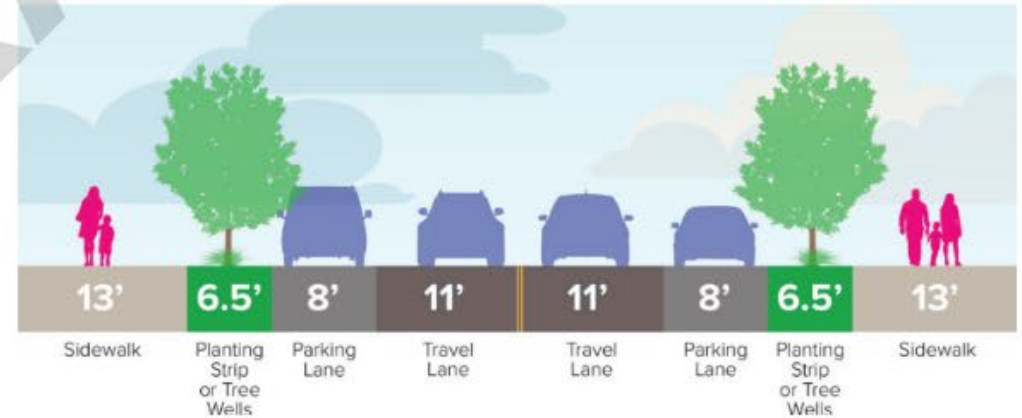 13’ 6.5’ 8’ 11’ 11’ 8’ 6.5’ 13’
Sidewalk
Planting
Strip
or Tree
Wells
Parking
Lane
Travel
Lane
Travel
Lane
Parking
Lane
Planting
Strip
or Tree
Wells
Sidewalk